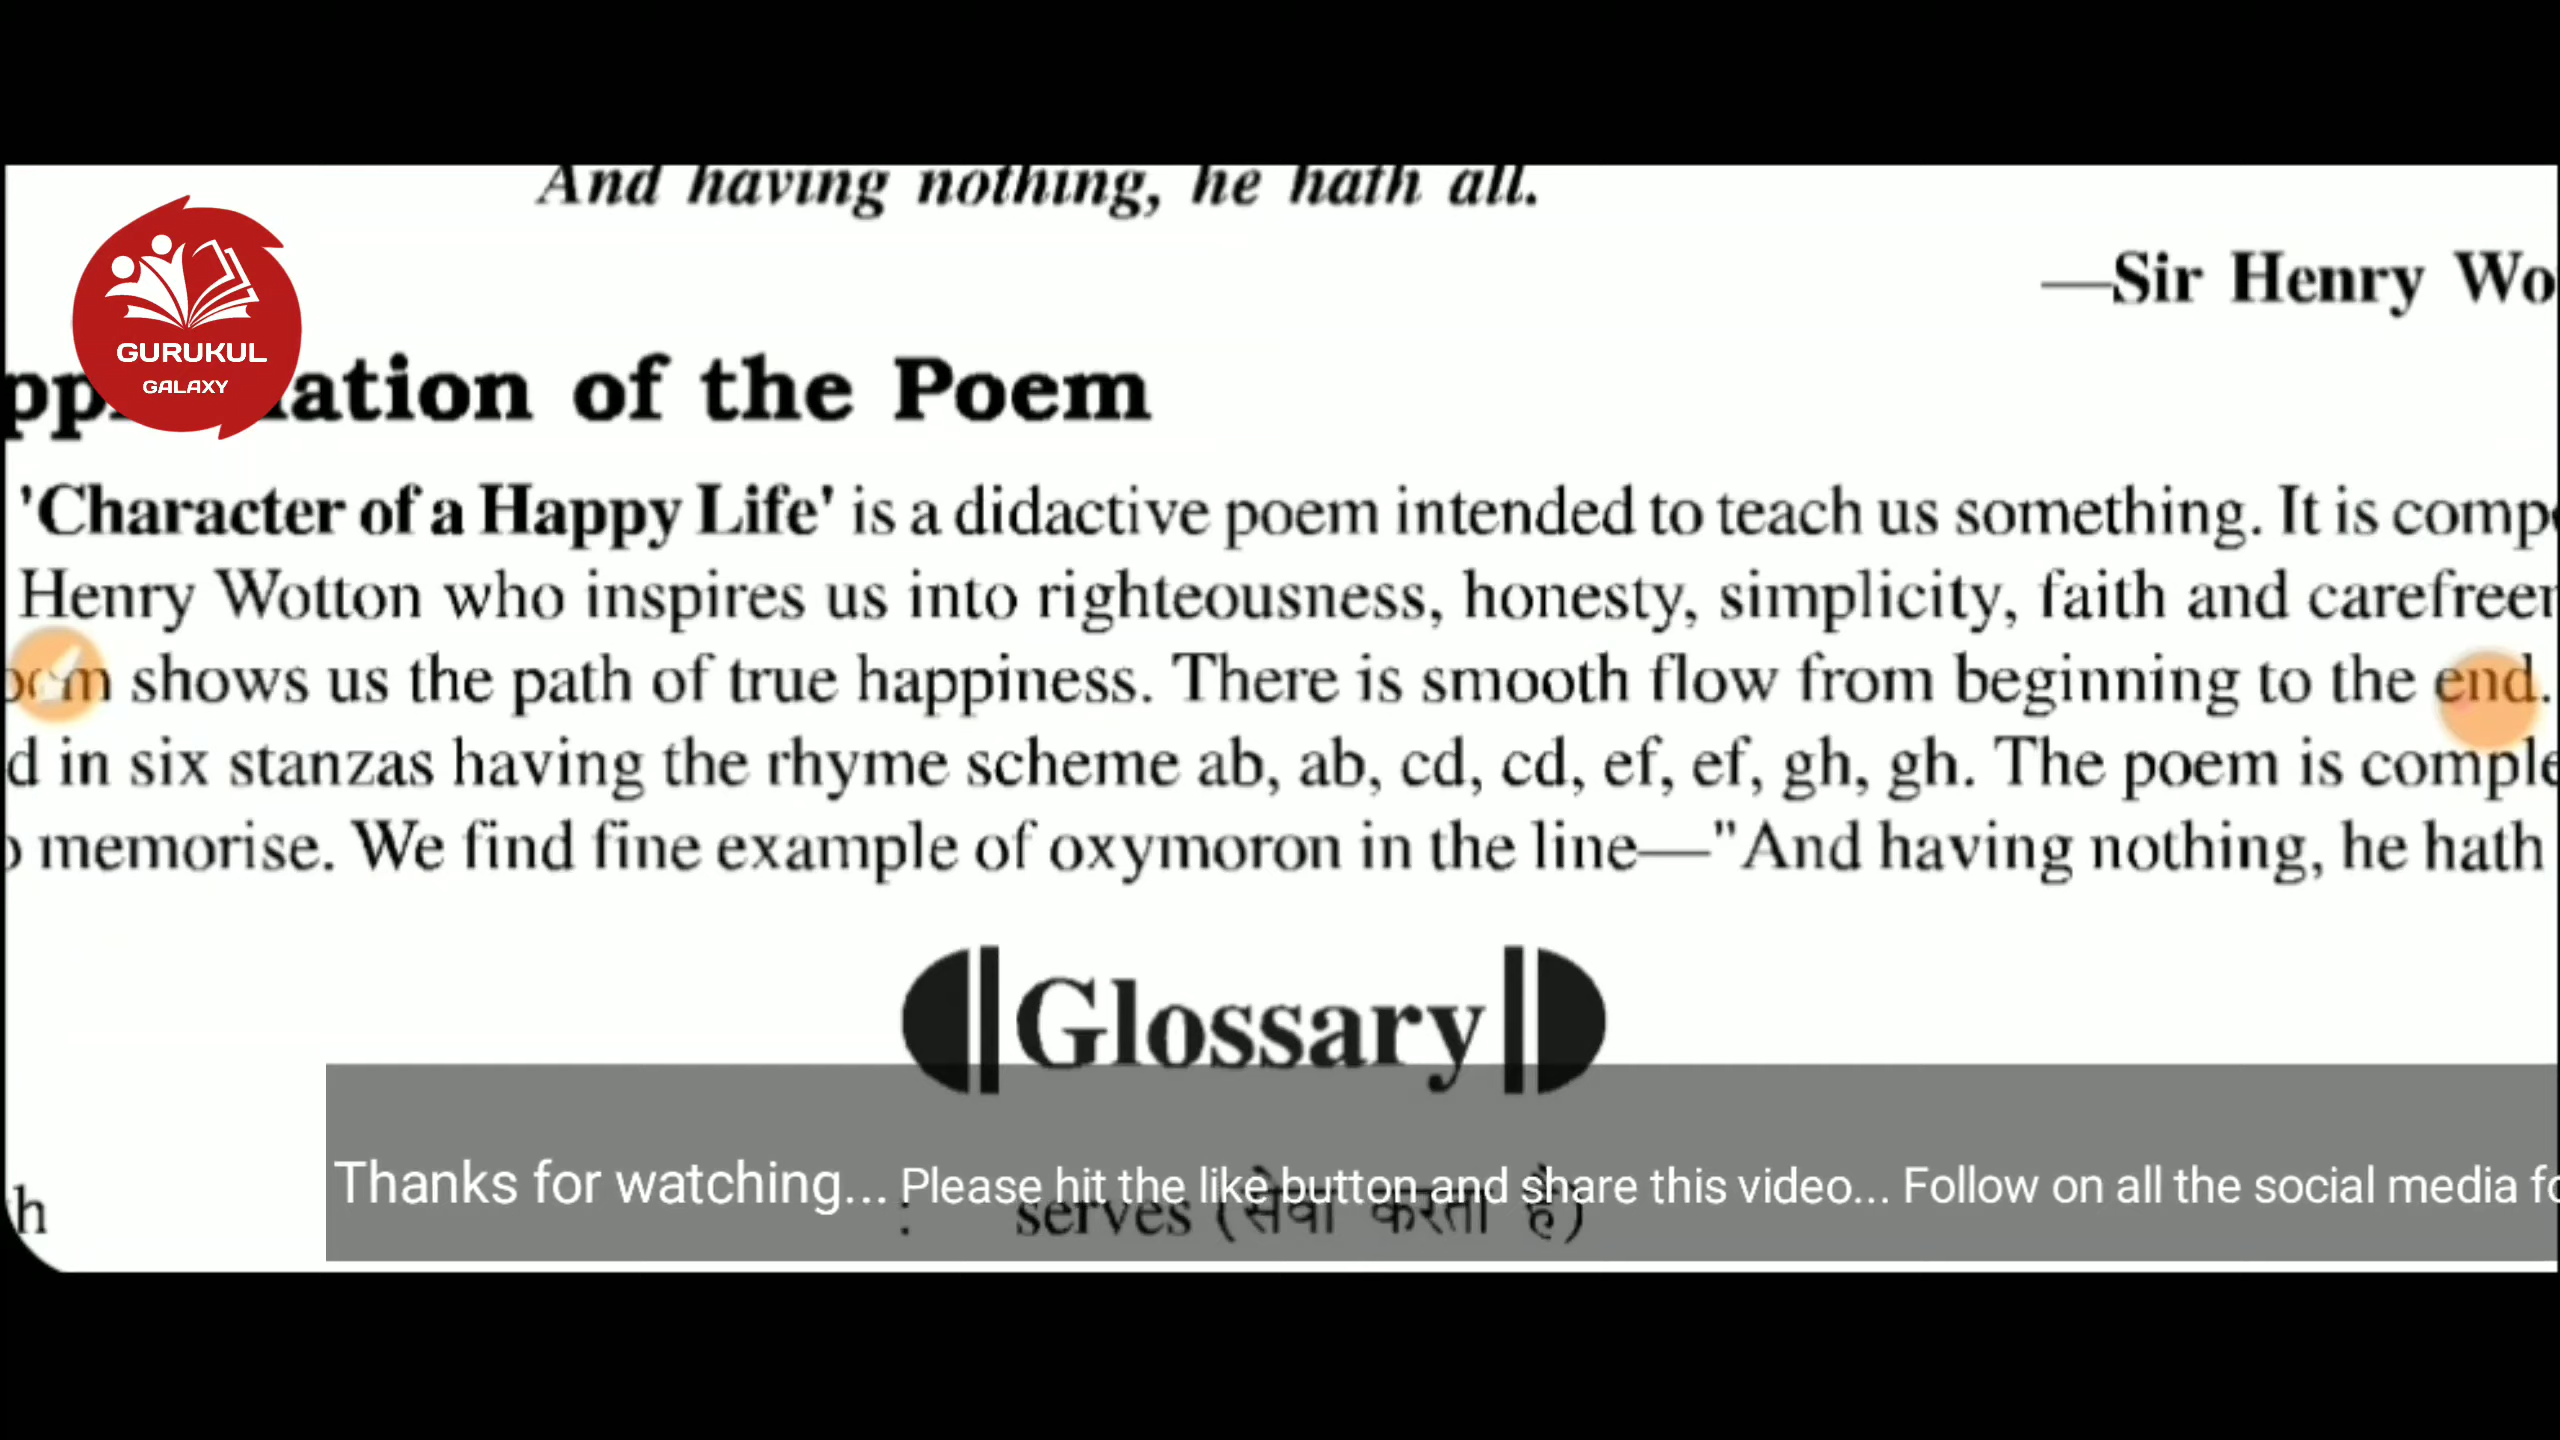 And having nothing, he hath all.
—Sir Henry Wo
GURUKUL
GALAXY
ation of the Poem
'Character of a Happy Life' is a didactive poem intended to teach us something. It is comp
Henry Wotton who inspires us into righteousness, honesty, simplicity, faith and carefreen
shows us the path of true happiness. There is smooth flow from beginning to the end.
d in six stanzas having the rhyme scheme ab, ab, cd, cd, ef, ef, gh, gh. The poem is comple
memorise. We find fine example of oxymoron in the line—"And having nothing, he hath
Glossary
Thanks for watching... Please hit the like button and share this video... Follow on all the social media fo
h : serves (सेवा करता है)